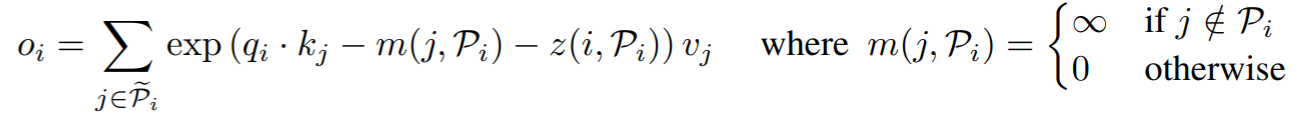 $o_i = \sum_{j \in \widetilde{\mathcal{P}}_i} \exp\left(q_i \cdot k_j - m(j, \mathcal{P}_i) - z(i, \mathcal{P}_i)\right) v_j \quad \text{where } m(j, \mathcal{P}_i) = \begin{cases} \infty & \text{if } j \notin \mathcal{P}_i \\ 0 & \text{otherwise} \end{cases}$